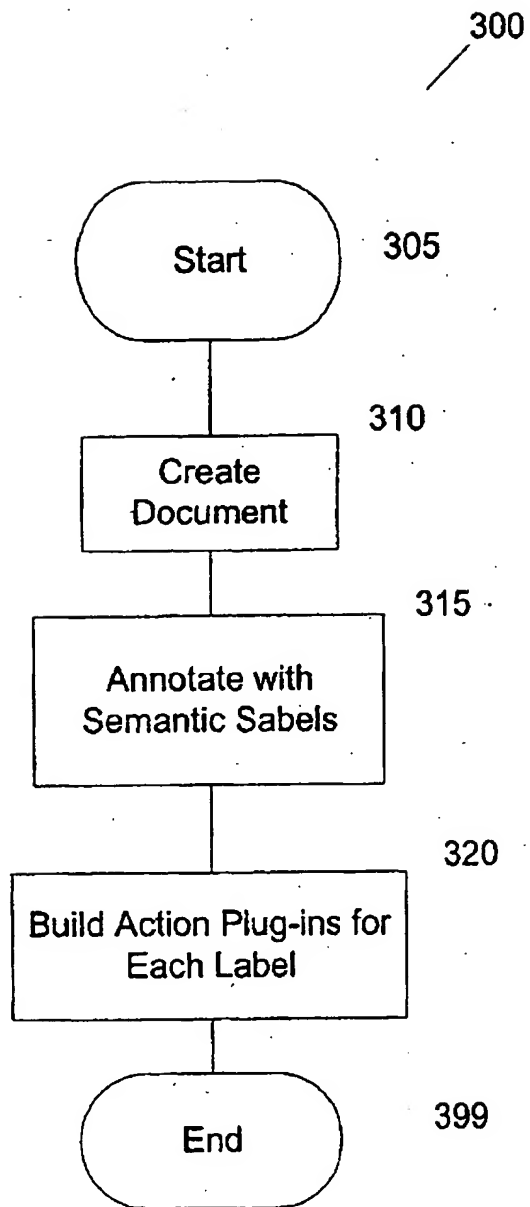 300
Start
305
310
Create
Document
315
Annotate with
Semantic Sabels
320
Build Action Plug-ins for
Each Label
End
399